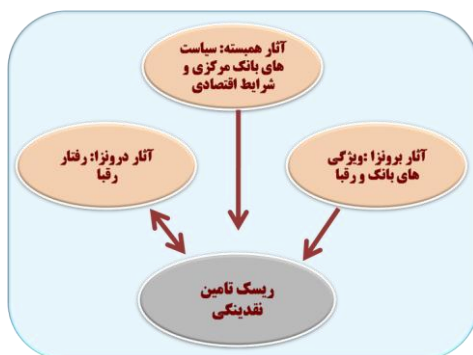 آثار همبسته: سیاست
های بانک مرکزی و
شرایط اقتصادی
آثار برونزا :ویژگی
های بانک و رقبا
آثار درونزا: رفتار
رقبا
ریسک تامین
نقدینگی